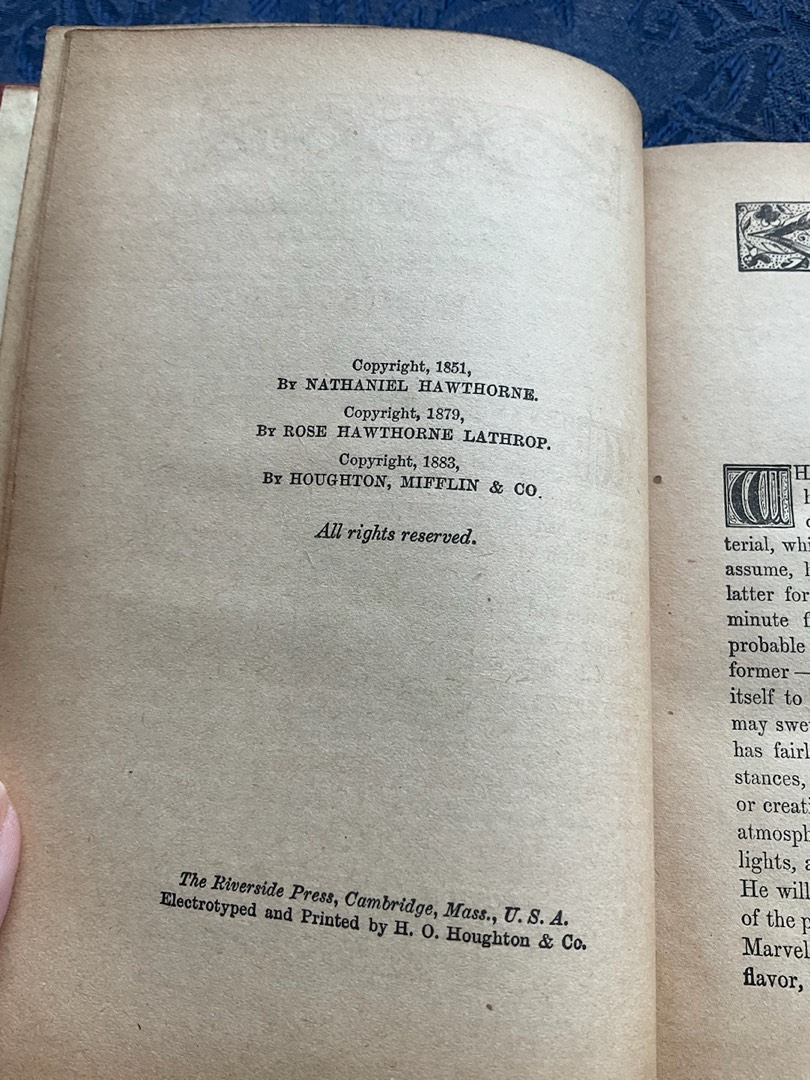 Copyright, 1851,
By NATHANIEL HAWTHORNE.
Copyright, 1879,
By ROSE HAWTHORNE LATHROP.
Copyright, 1883,
By HOUGHTON, MIFFLIN & CO.
All rights reserved.
The Riverside Press, Cambridge, Mass., U. S. A.
Electrotyped and Printed by H. O. Houghton & Co.
W
terial, whi
assume, h
latter for
minute f
probable
former —
itself to
may swe
has fairl
stances,
or creati
atmosph
lights, a
He will
of the p
Marvel
flavor,